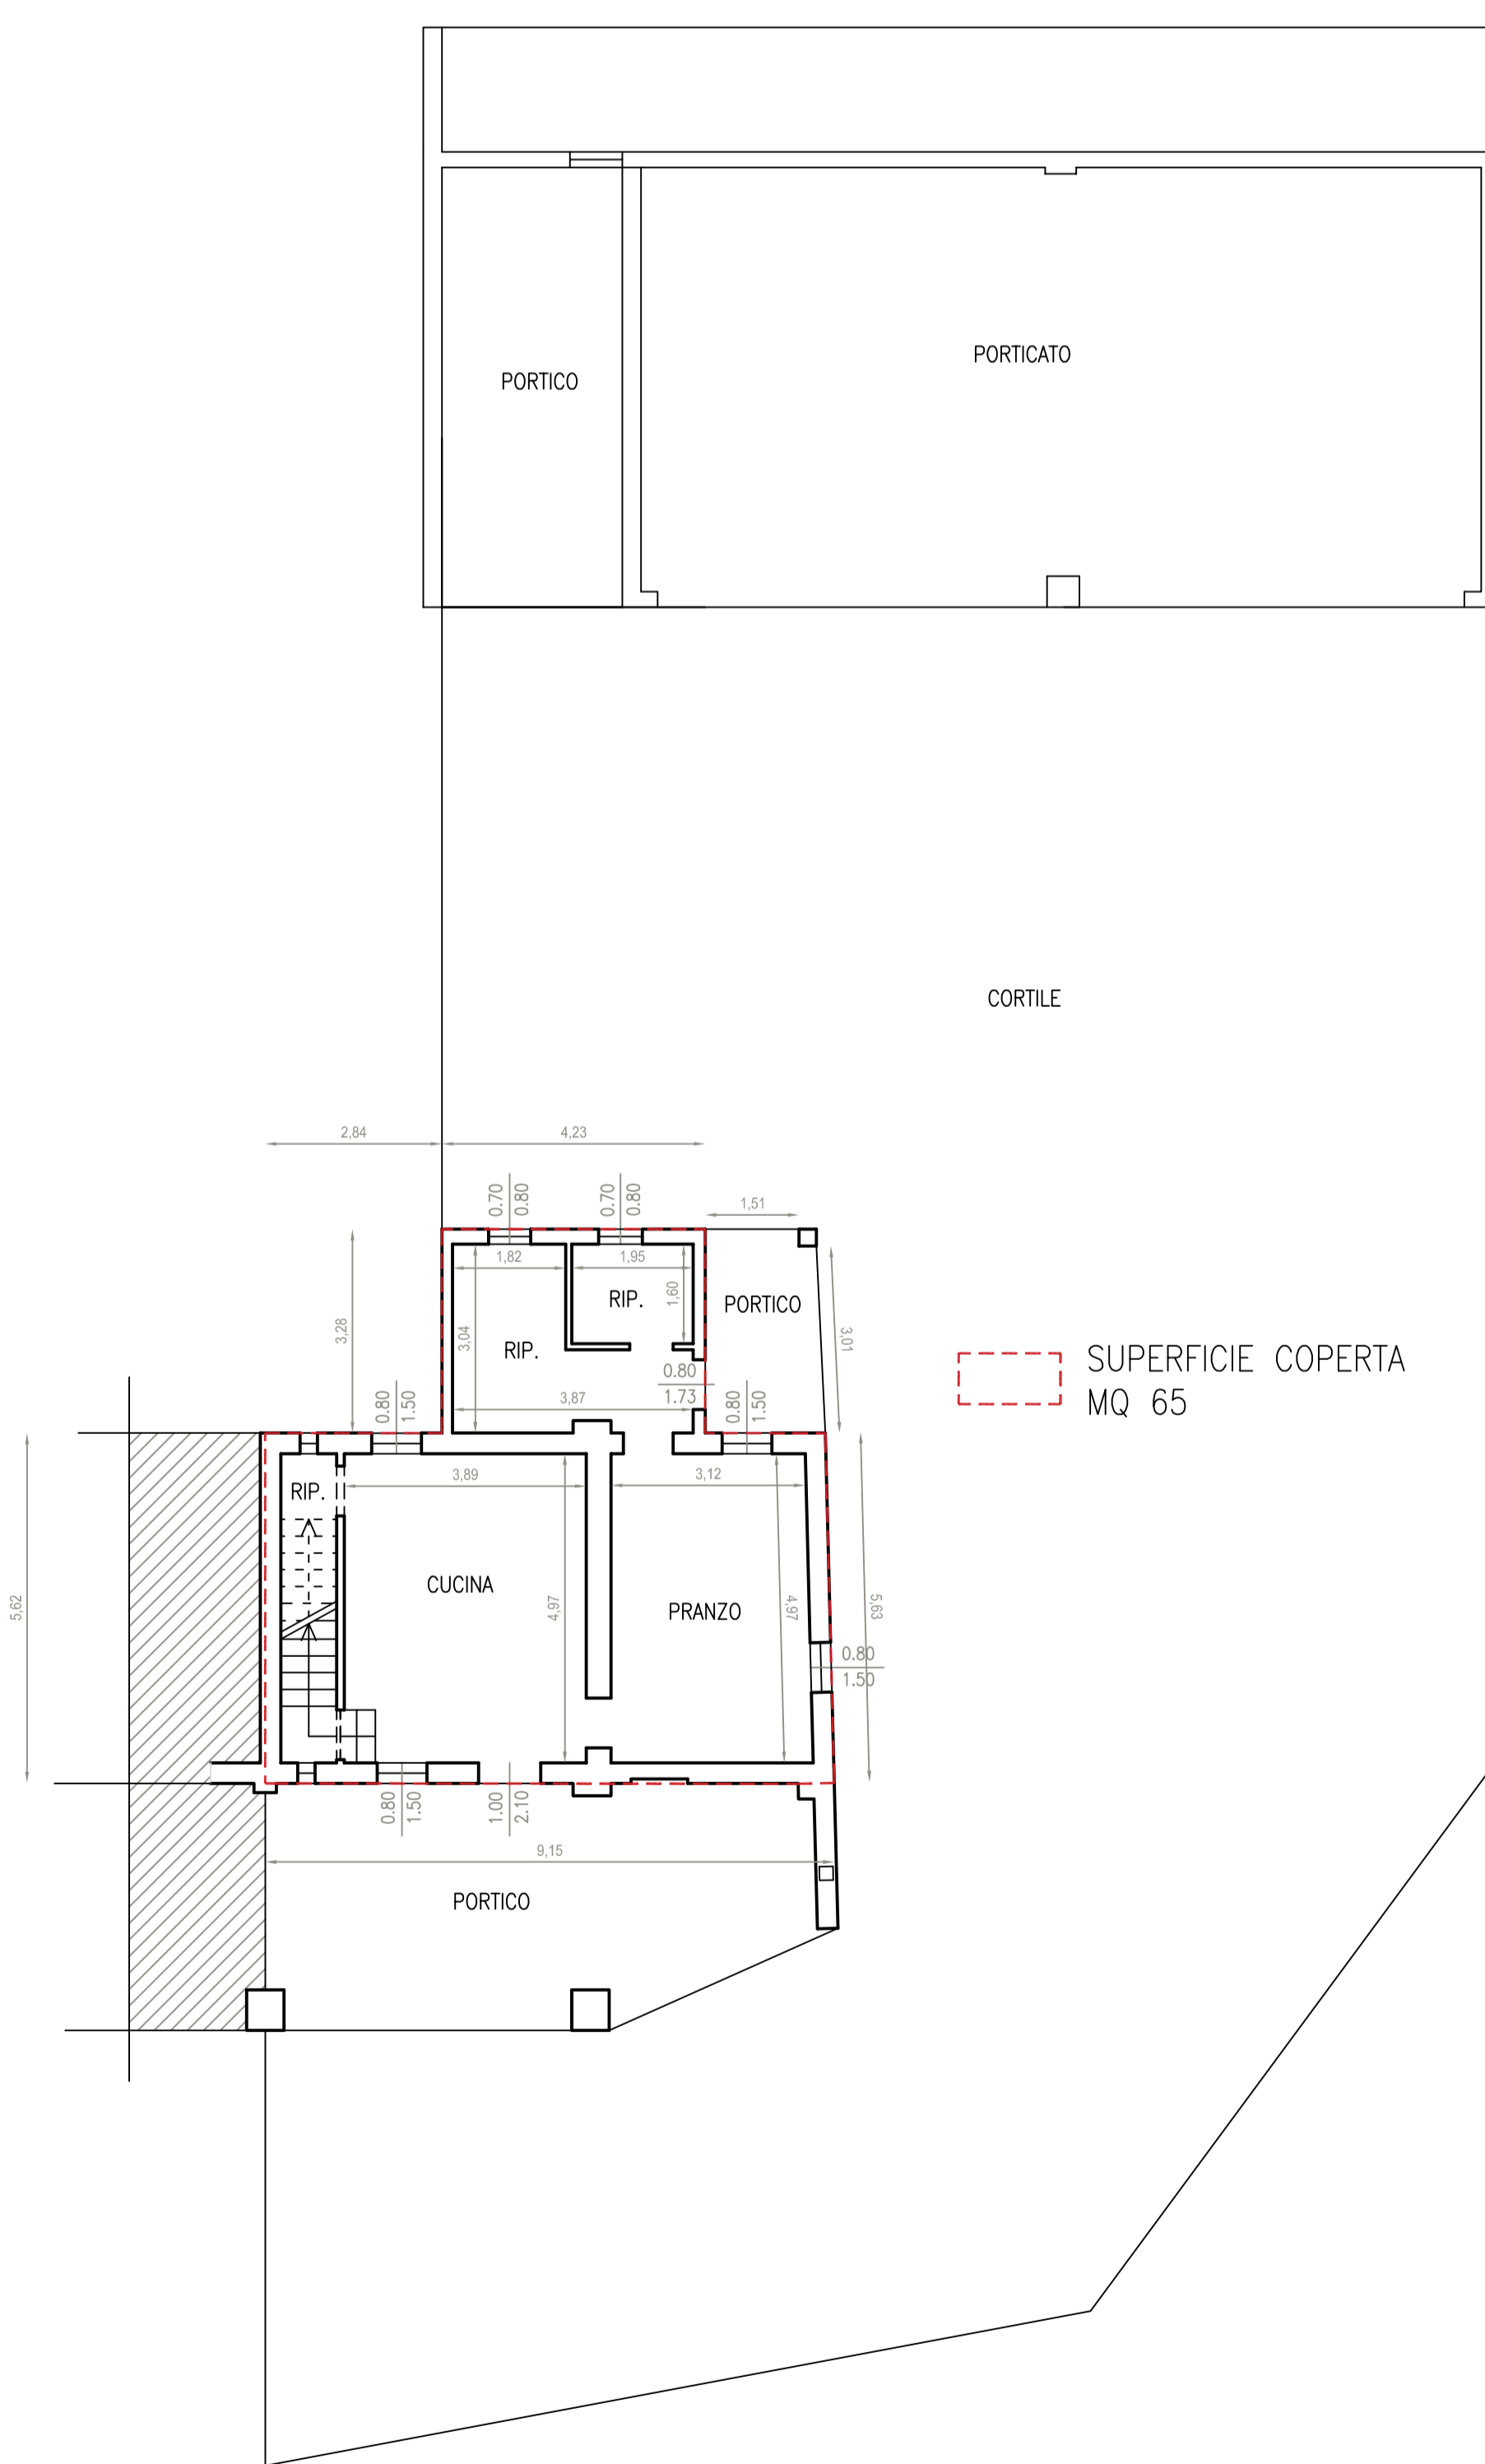 PORTICATO
PORTICO
CORTILE
2,84
4,23
0.70
0.80
0.70
0.80
1,51
1,82
1,95
3,28
3,04
RIP.
1,60
PORTICO
3,01
RIP.
0.80
1.73
3,87
0.80
1.50
0.80
1.50
SUPERFICIE COPERTA
MQ 65
3,89
3,12
RIP.
CUCINA
PRANZO
5,62
4,97
4,97
5,63
0.80
1.50
0.80
1.50
1.00
2.10
9,15
PORTICO